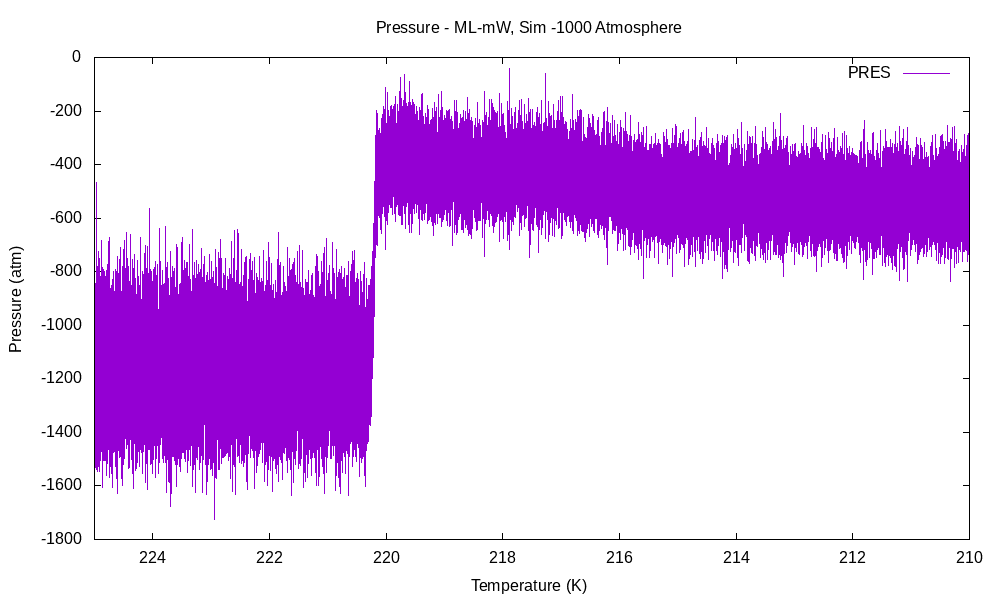 Pressure - ML-mW, Sim -1000 Atmosphere
PRES
0
-200
-400
-600
-800
-1000
-1200
-1400
-1600
-1800
Pressure (atm)
224 222 220 218 216 214 212 210
Temperature (K)